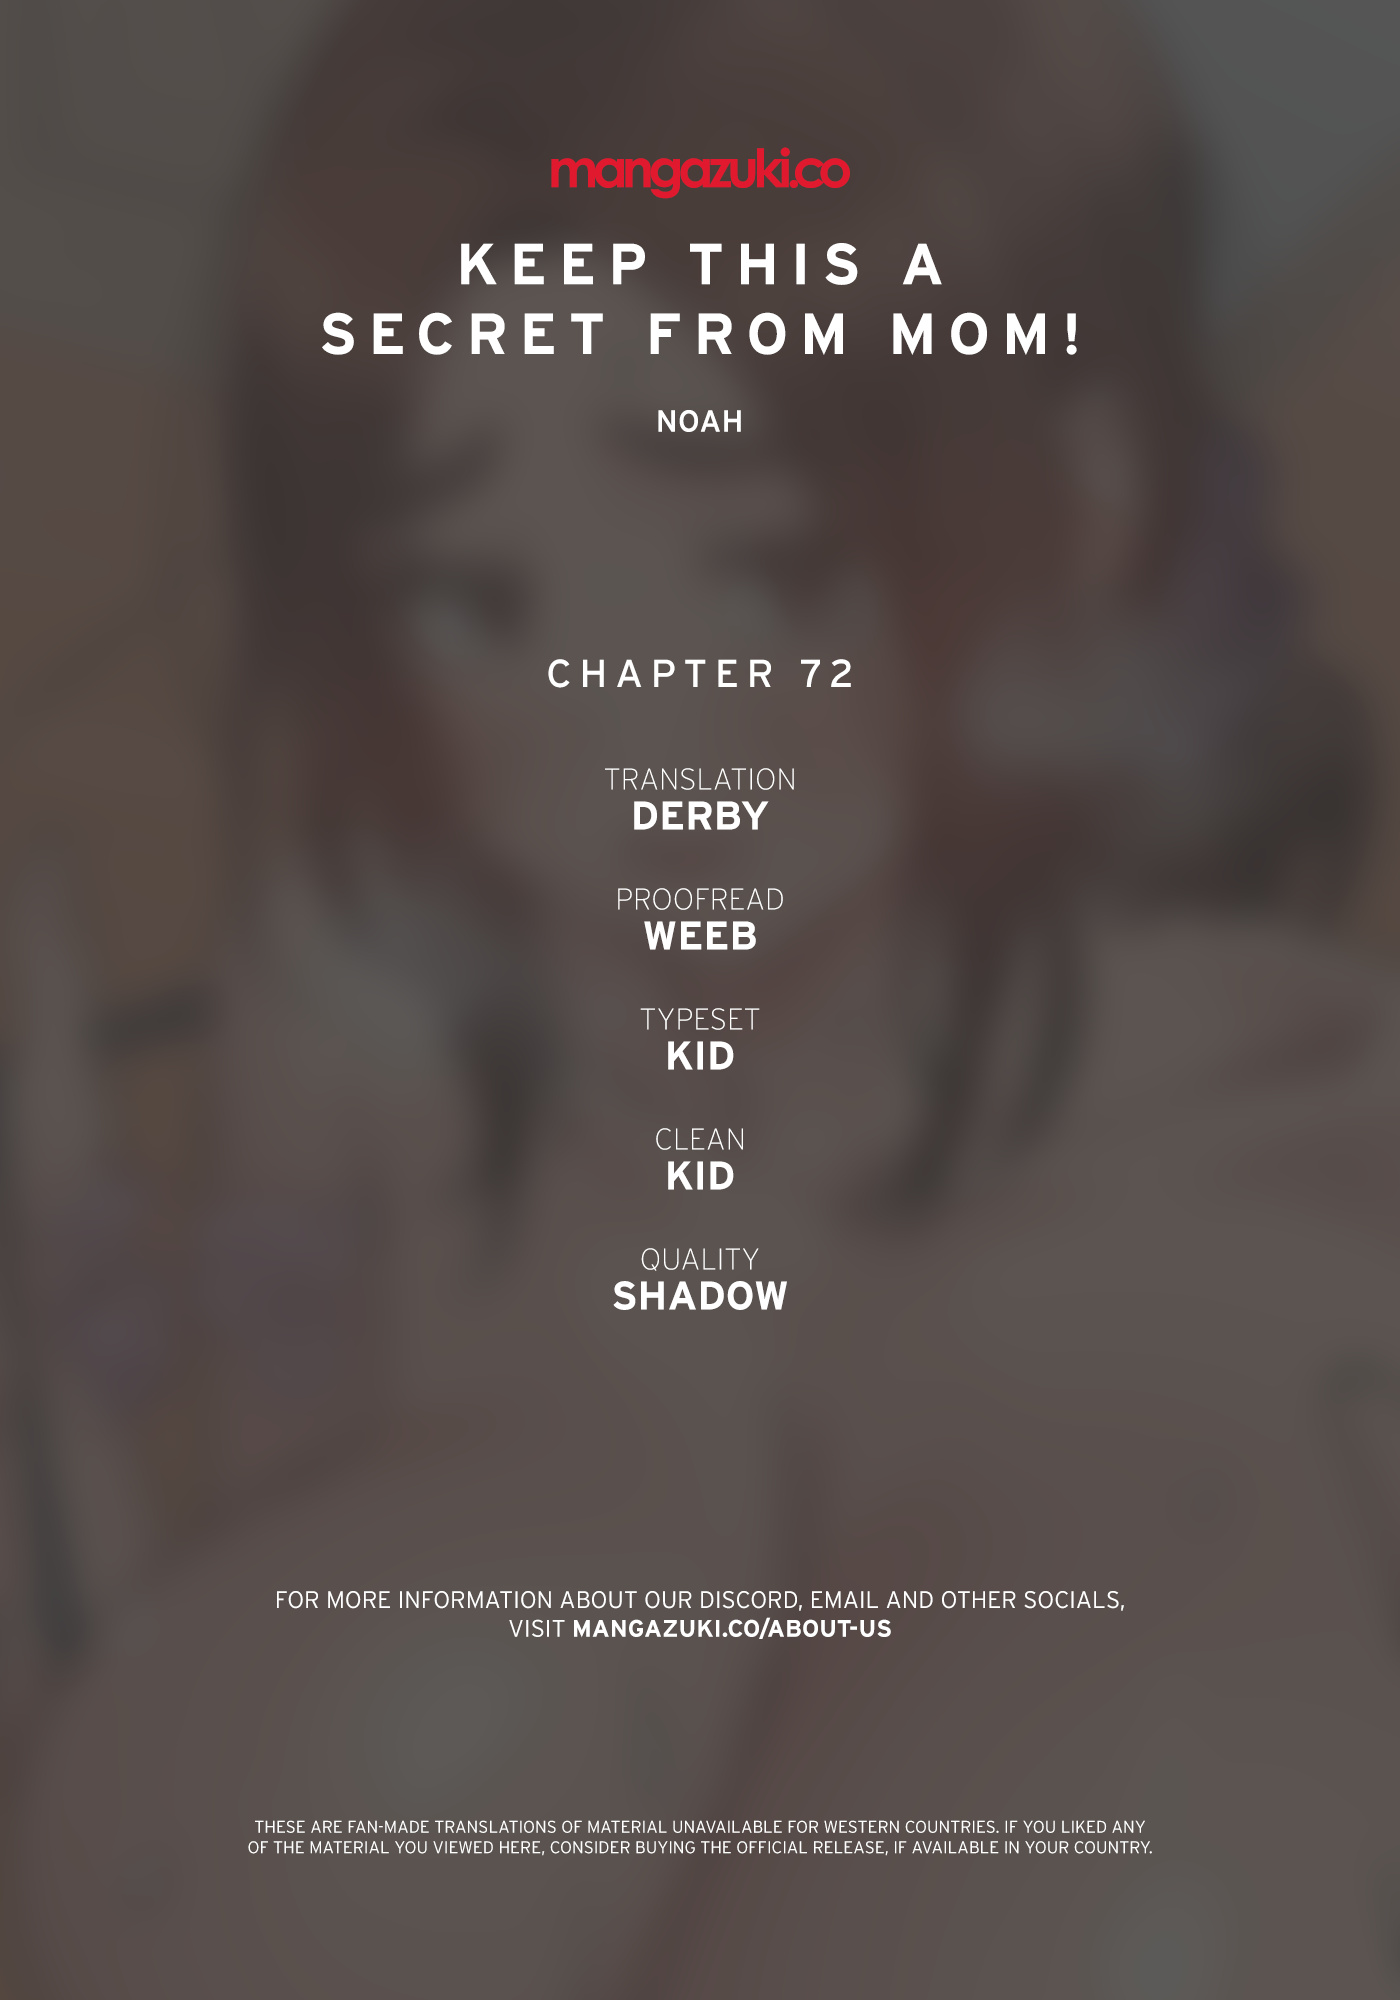 mangazuki.co
KEEP THIS A
SECRET FROM MOM!
NOAH
CHAPTER 72
TRANSLATION
DERBY
PROOFREAD
WEEB
TYPESET
KID
CLEAN
KID
QUALITY
SHADOW
FOR MORE INFORMATION ABOUT OUR DISCORD, EMAIL AND OTHER SOCIALS,
VISIT MANGAZUKI.CO/ABOUT-US
THESE ARE FAN-MADE TRANSLATIONS OF MATERIAL UNAVAILABLE FOR WESTERN COUNTRIES. IF YOU LIKED ANY
OF THE MATERIAL YOU VIEWED HERE, CONSIDER BUYING THE OFFICIAL RELEASE, IF AVAILABLE IN YOUR COUNTRY.